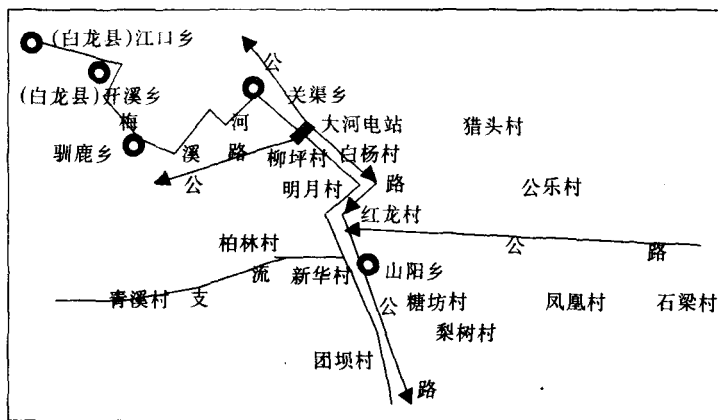 (白龙县)江口乡
公
(白龙县)开溪乡
关渠乡
梅
河
大河电站
猎头村
驯鹿乡
溪
路
柳坪村
白杨村
公
明月村
路
公乐村
红龙村
柏林村
公
路
流
新华村
山阳乡
青溪村
支
公
糖坊村
凤凰村
石梁村
梨树村
团坝村
路